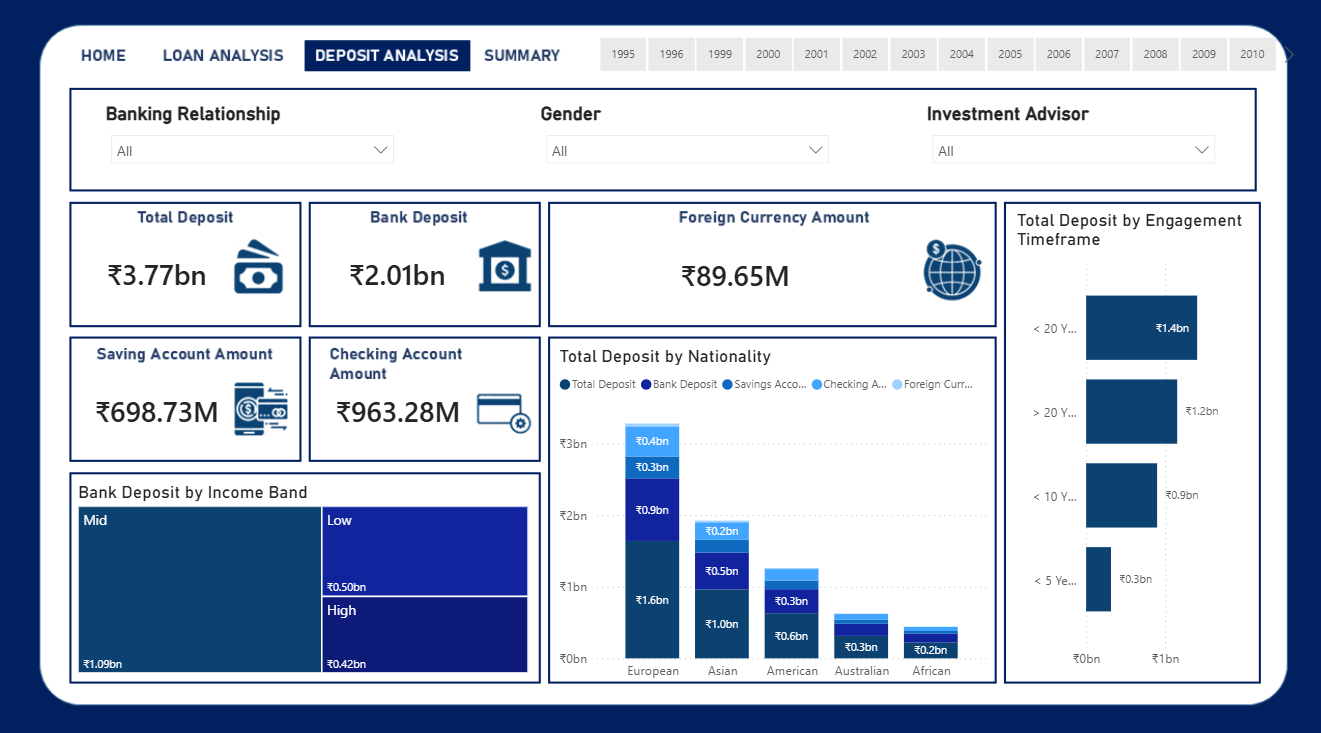 HOME LOAN ANALYSIS DEPOSIT ANALYSIS SUMMARY 1995 1996 1999 2000 2001 2002 2003 2004 2005 2006 2007 2008 2009 2010
Banking Relationship Gender Investment Advisor
All All All
Total Deposit
₹3.77bn
Bank Deposit
₹2.01bn
Foreign Currency Amount
₹89.65M
Saving Account Amount
₹698.73M
Checking Account
Amount
₹963.28M
Bank Deposit by Income Band
Mid
₹1.09bn
Low
₹0.50bn
High
₹0.42bn
Total Deposit by Nationality
Total Deposit Bank Deposit Savings Acco... Checking A... Foreign Curr...
₹3bn
₹2bn
₹1bn
₹0bn
₹0.4bn
₹0.3bn
₹0.9bn
₹1.6bn
₹0.2bn
₹0.5bn
₹1.0bn
₹0.3bn
₹0.6bn
₹0.3bn
₹0.2bn
European Asian American Australian African
Total Deposit by Engagement
Timeframe
< 20 Y... ₹1.4bn
> 20 Y... ₹1.2bn
< 10 Y... ₹0.9bn
< 5 Ye... ₹0.3bn
₹0bn ₹1bn